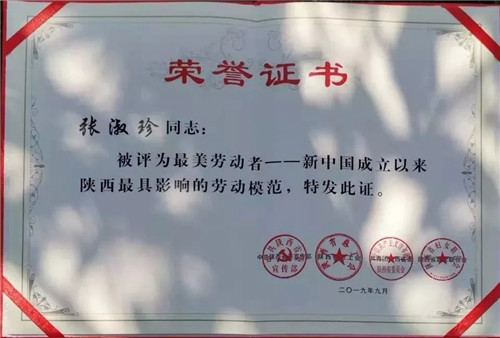 荣誉证书
张淑珍 同志：
被评为最美劳动者——新中国成立以来
陕西最具影响的劳动模范，特发此证。
二〇一九年九月